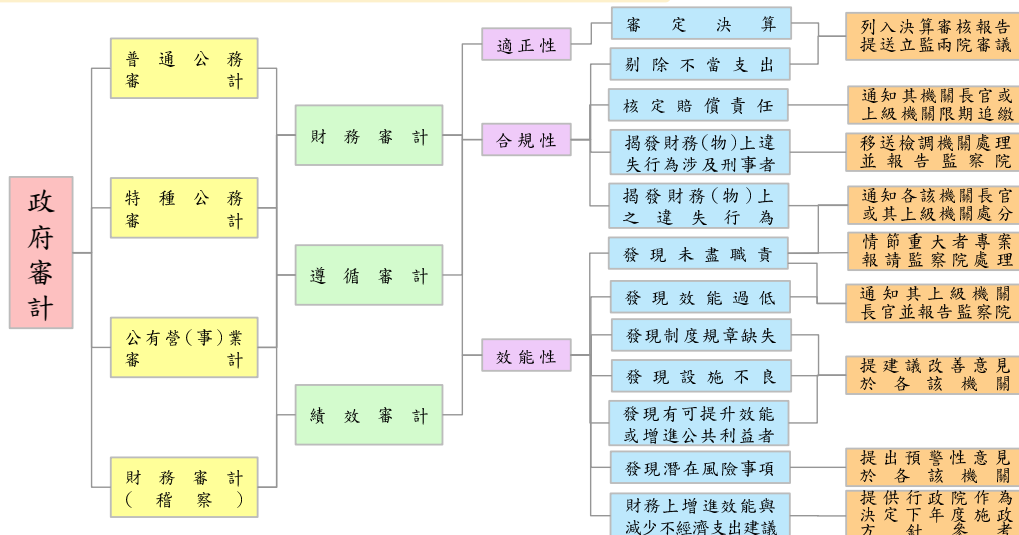 政府審計
普通公務
審計
特種公務
審計
公有營(事)業
審計
財務審計
(稽察)
財務審計
遵循審計
績效審計
適正性
合規性
效能性
審定決算
剔除不當支出
核定賠償責任
揭發財務(物)上違
失行為涉及刑事者
揭發財務(物)上
之違失行為
發現未盡職責
發現效能過低
發現制度規章缺失
發現設施不良
發現有可提升效能
或增進公共利益者
發現潛在風險事項
財務上增進效能與
減少不經濟支出建議
列入決算審核報告
提送立監兩院審議
通知其機關長官或
上級機關限期追繳
移送檢調機關處理
並報告監察院
通知各該機關長官
或其上級機關處分
情節重大者專案
報請監察院處理
通知其上級機關
長官並報告監察院
提建議改善意見
於各該機關
提出預警性意見
於各該機關
提供行政院作為
決定下年度施政
方針參考